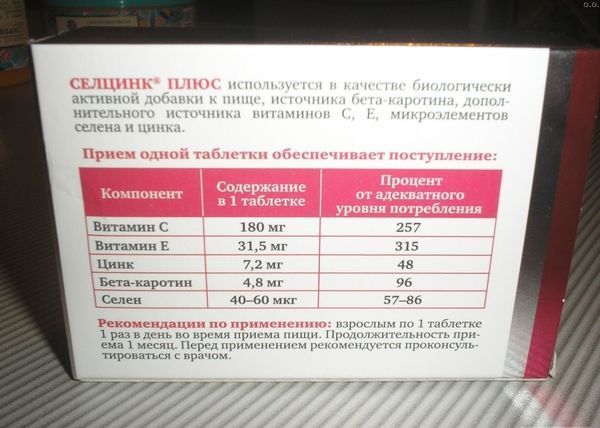 о.о.
СЕЛЦИНК® ПЛЮС используется в качестве биологически
активной добавки к пище, источника бета-каротина, допол-
нительного источника витаминов С, Е, микроэлементов
селена и цинка.
Прием одной таблетки обеспечивает поступление:
Компонент Содержание в 1 таблетке Процент от адекватного уровня потребления
Витамин С 180 мг 257
Витамин Е 31,5 мг 315
Цинк 7,2 мг 48
Бета-каротин 4,8 мг 96
Селен 40–60 мкг 57–86
Рекомендации по применению: взрослым по 1 таблетке
1 раз в день во время приема пищи. Продолжительность при-
ема 1 месяц. Перед применением рекомендуется проконсуль-
тироваться с врачом.